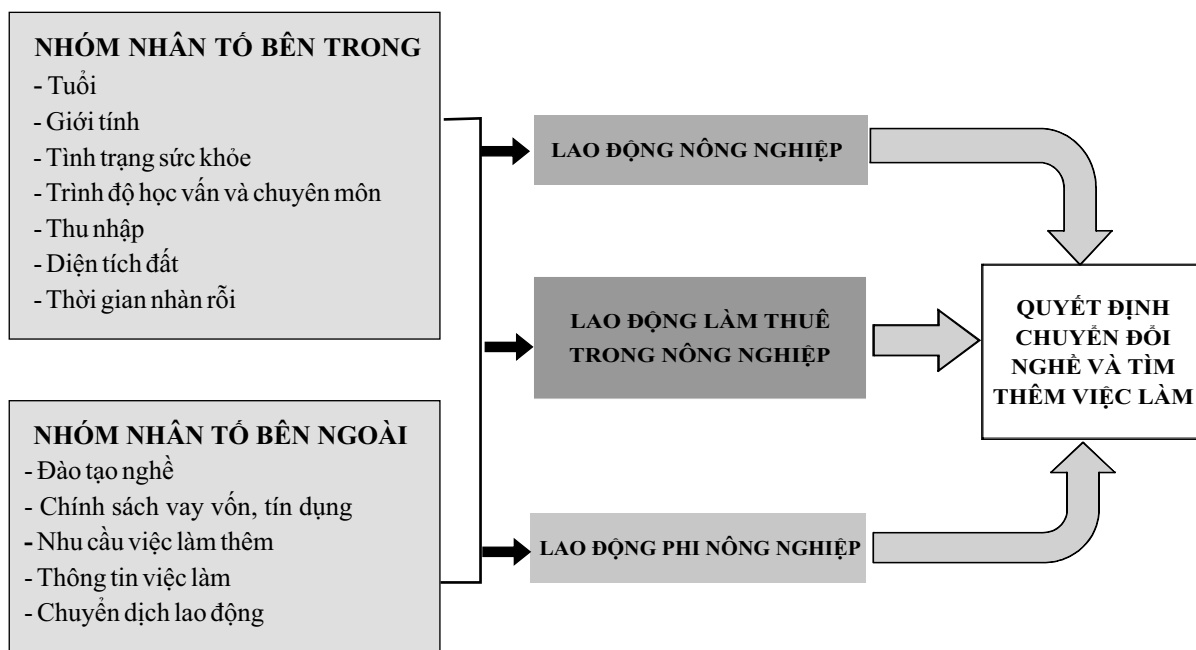 NHÓM NHÂN TỐ BÊN TRONG
- Tuổi
- Giới tính
- Tình trạng sức khỏe
- Trình độ học vấn và chuyên môn
- Thu nhập
- Diện tích đất
- Thời gian nhàn rỗi
NHÓM NHÂN TỐ BÊN NGOÀI
- Đào tạo nghề
- Chính sách vay vốn, tín dụng
- Nhu cầu việc làm thêm
- Thông tin việc làm
- Chuyển dịch lao động
LAO ĐỘNG NÔNG NGHIỆP
LAO ĐỘNG LÀM THUÊ
TRONG NÔNG NGHIỆP
LAO ĐỘNG PHI NÔNG NGHIỆP
QUYẾT ĐỊNH
CHUYỄN ĐỔI
NGHỀ VÀ TÌM
THÊM VIỆC LÀM